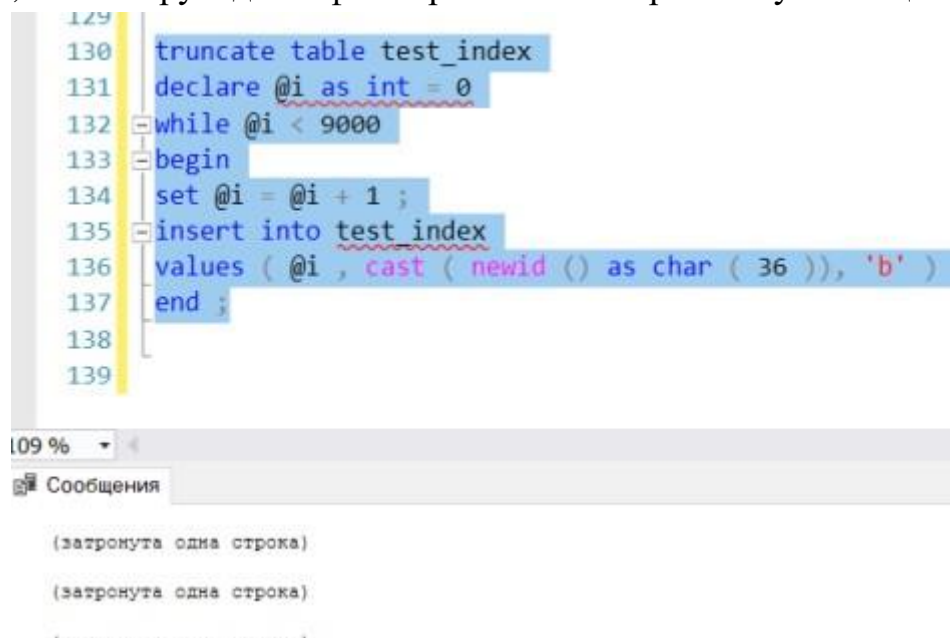 129
130 truncate table test_index
131 declare @i as int = 0
132 while @i < 9000
133 begin
134 set @i = @i + 1 ;
135 insert into test_index
136 values ( @i , cast ( newid () as char ( 36 )), 'b' )
137 end ;
138
139
109 %
Сообщения
(затронута одна строка)
(затронута одна строка)